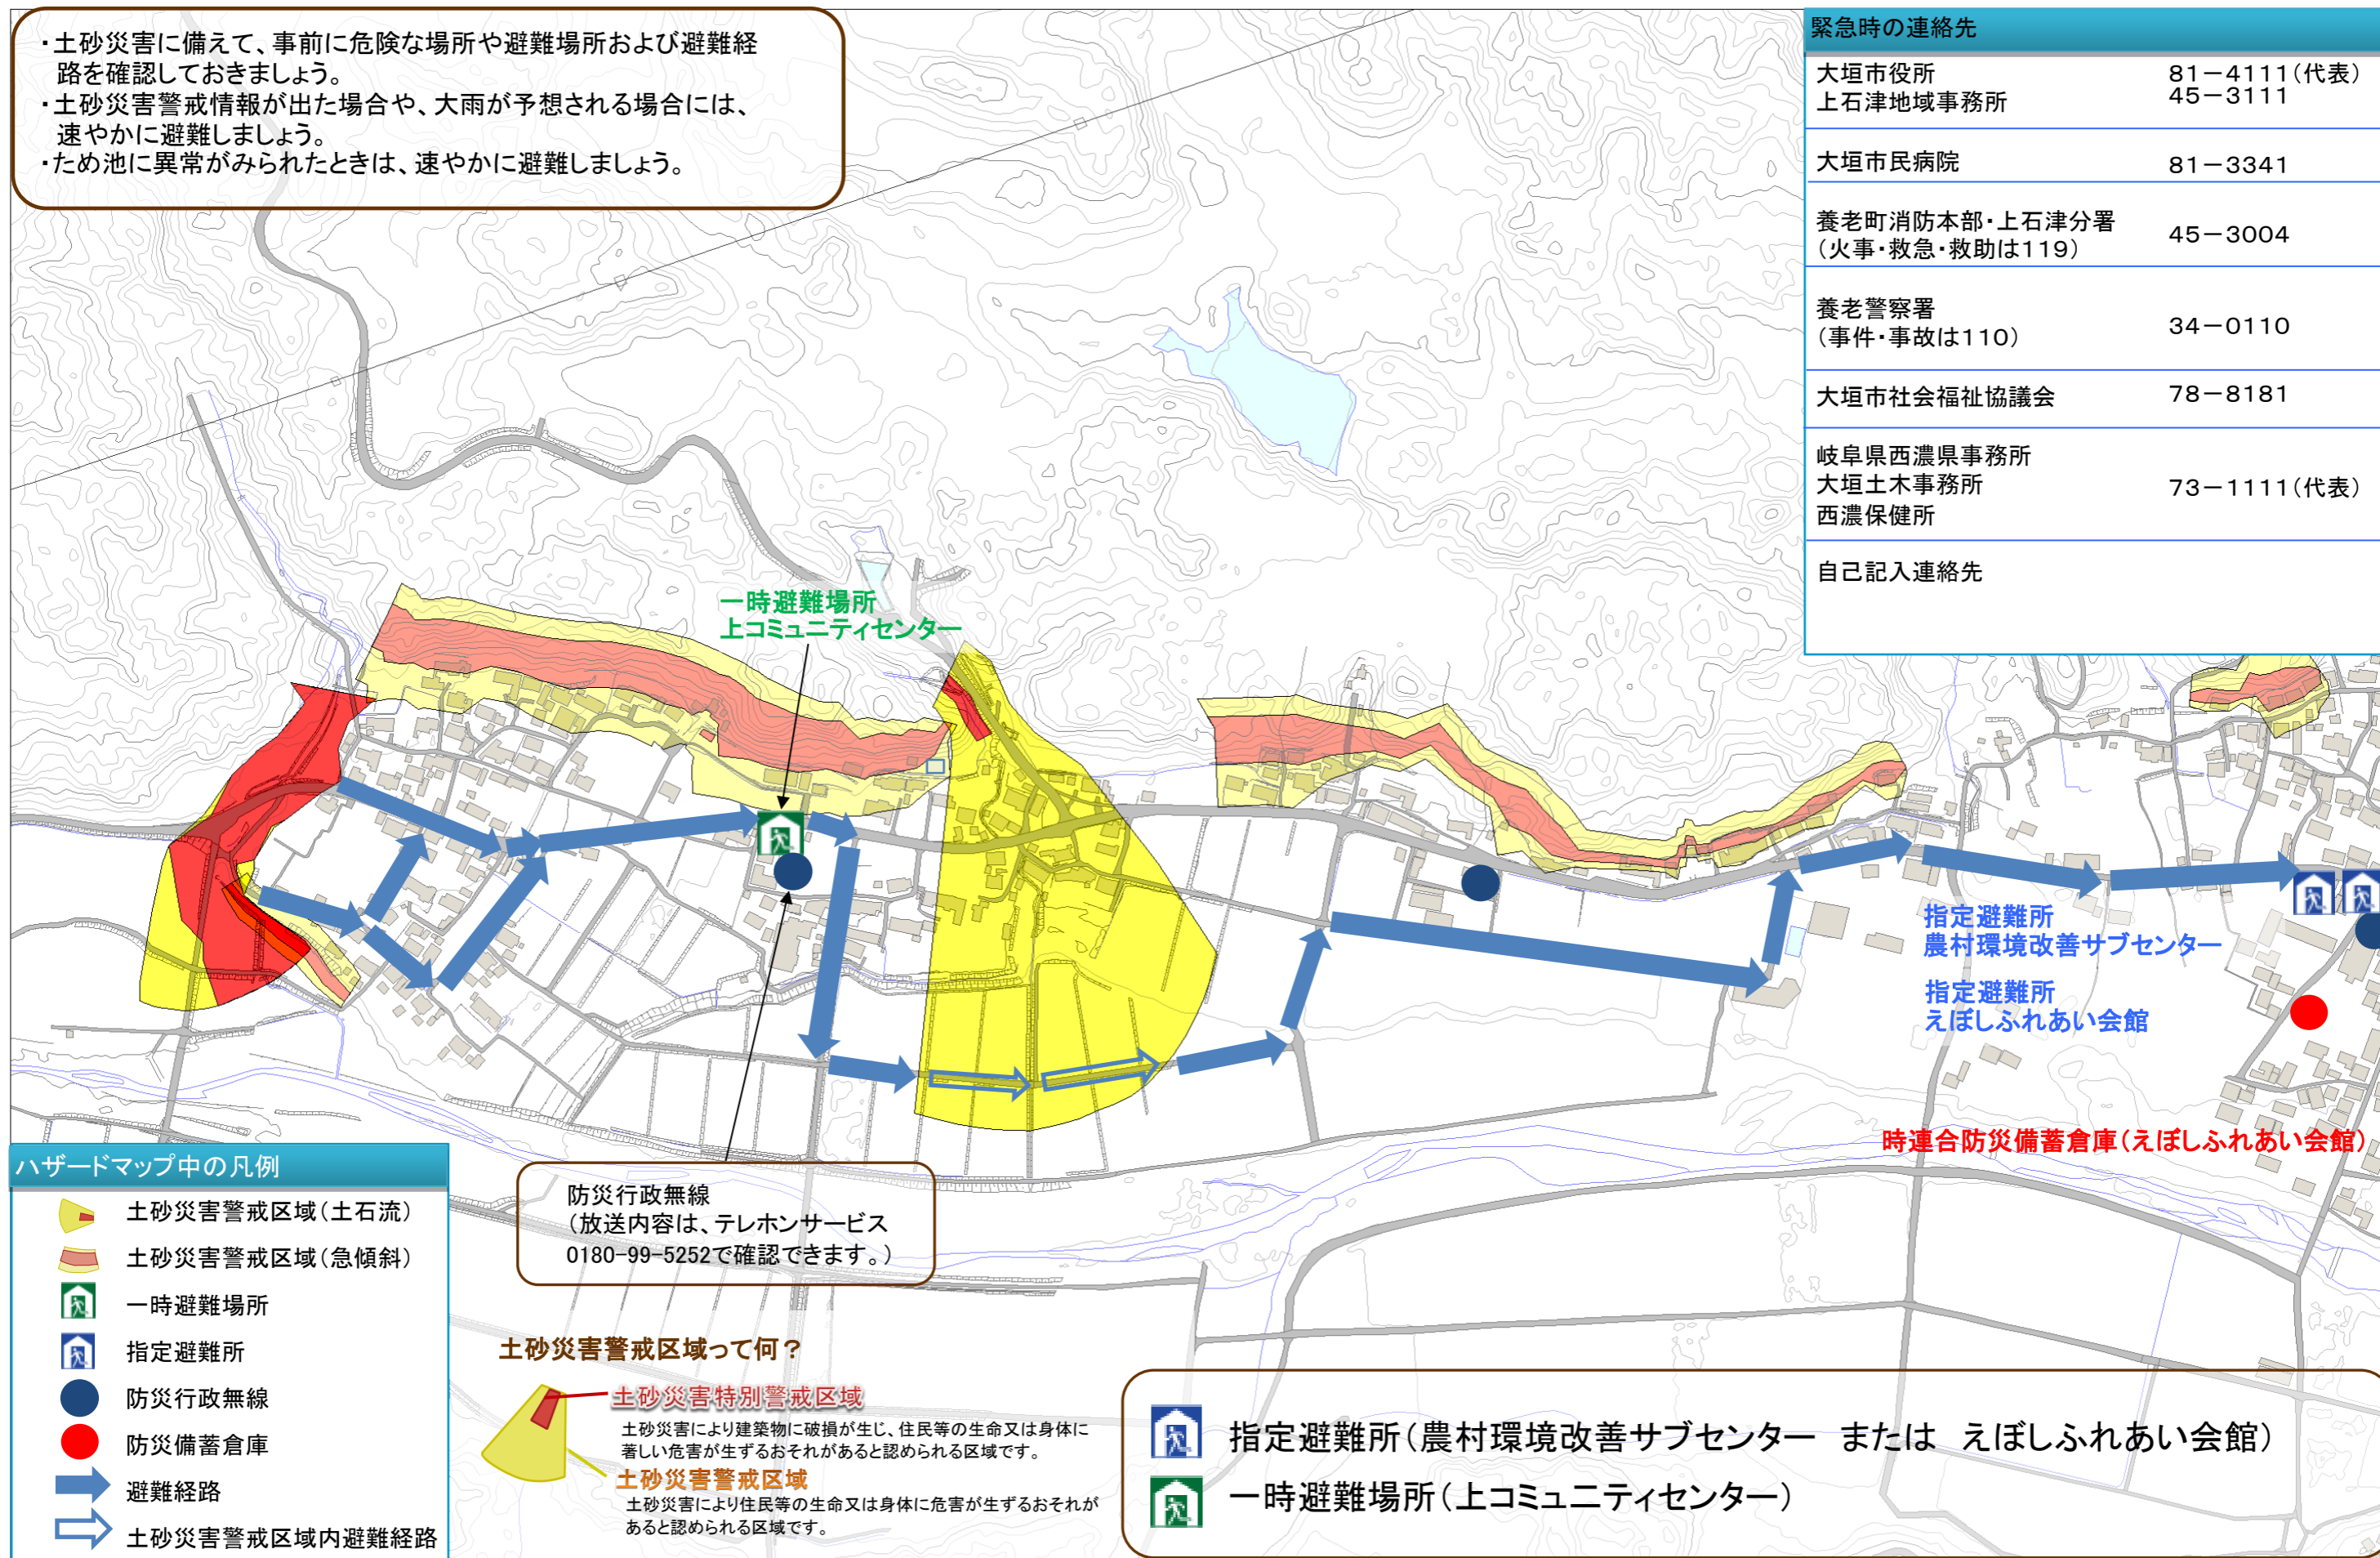 ・土砂災害に備えて、事前に危険な場所や避難場所および避難経
路を確認しておきましょう。
・土砂災害警戒情報が出た場合や、大雨が予想される場合には、
速やかに避難しましょう。
・ため池に異常がみられたときは、速やかに避難しましょう。
緊急時の連絡先
大垣市役所 81－4111(代表)
上石津地域事務所 45－3111
大垣市民病院 81－3341
養老町消防本部・上石津分署
(火事・救急・救助は119) 45－3004
養老警察署
(事件・事故は110) 34－0110
大垣市社会福祉協議会 78－8181
岐阜県西濃県事務所
大垣土木事務所 73－1111(代表)
西濃保健所
自己記入連絡先
一時避難場所
上コミュニティセンター
指定避難所
農村環境改善サブセンター
指定避難所
えぼしふれあい会館
時連合防災備蓄倉庫(えぼしふれあい会館)
ハザードマップ中の凡例
土砂災害警戒区域(土石流)
土砂災害警戒区域(急傾斜)
一時避難場所
指定避難所
防災行政無線
防災備蓄倉庫
避難経路
土砂災害警戒区域内避難経路
防災行政無線
(放送内容は、テレホンサービス
0180-99-5252で確認できます。)
土砂災害警戒区域って何？
土砂災害特別警戒区域
土砂災害により建築物に破損が生じ、住民等の生命又は身体に
著しい危害が生ずるおそれがあると認められる区域です。
土砂災害警戒区域
土砂災害により住民等の生命又は身体に危害が生ずるおそれが
あると認められる区域です。
指定避難所(農村環境改善サブセンター または えぼしふれあい会館)
一時避難場所(上コミュニティセンター)